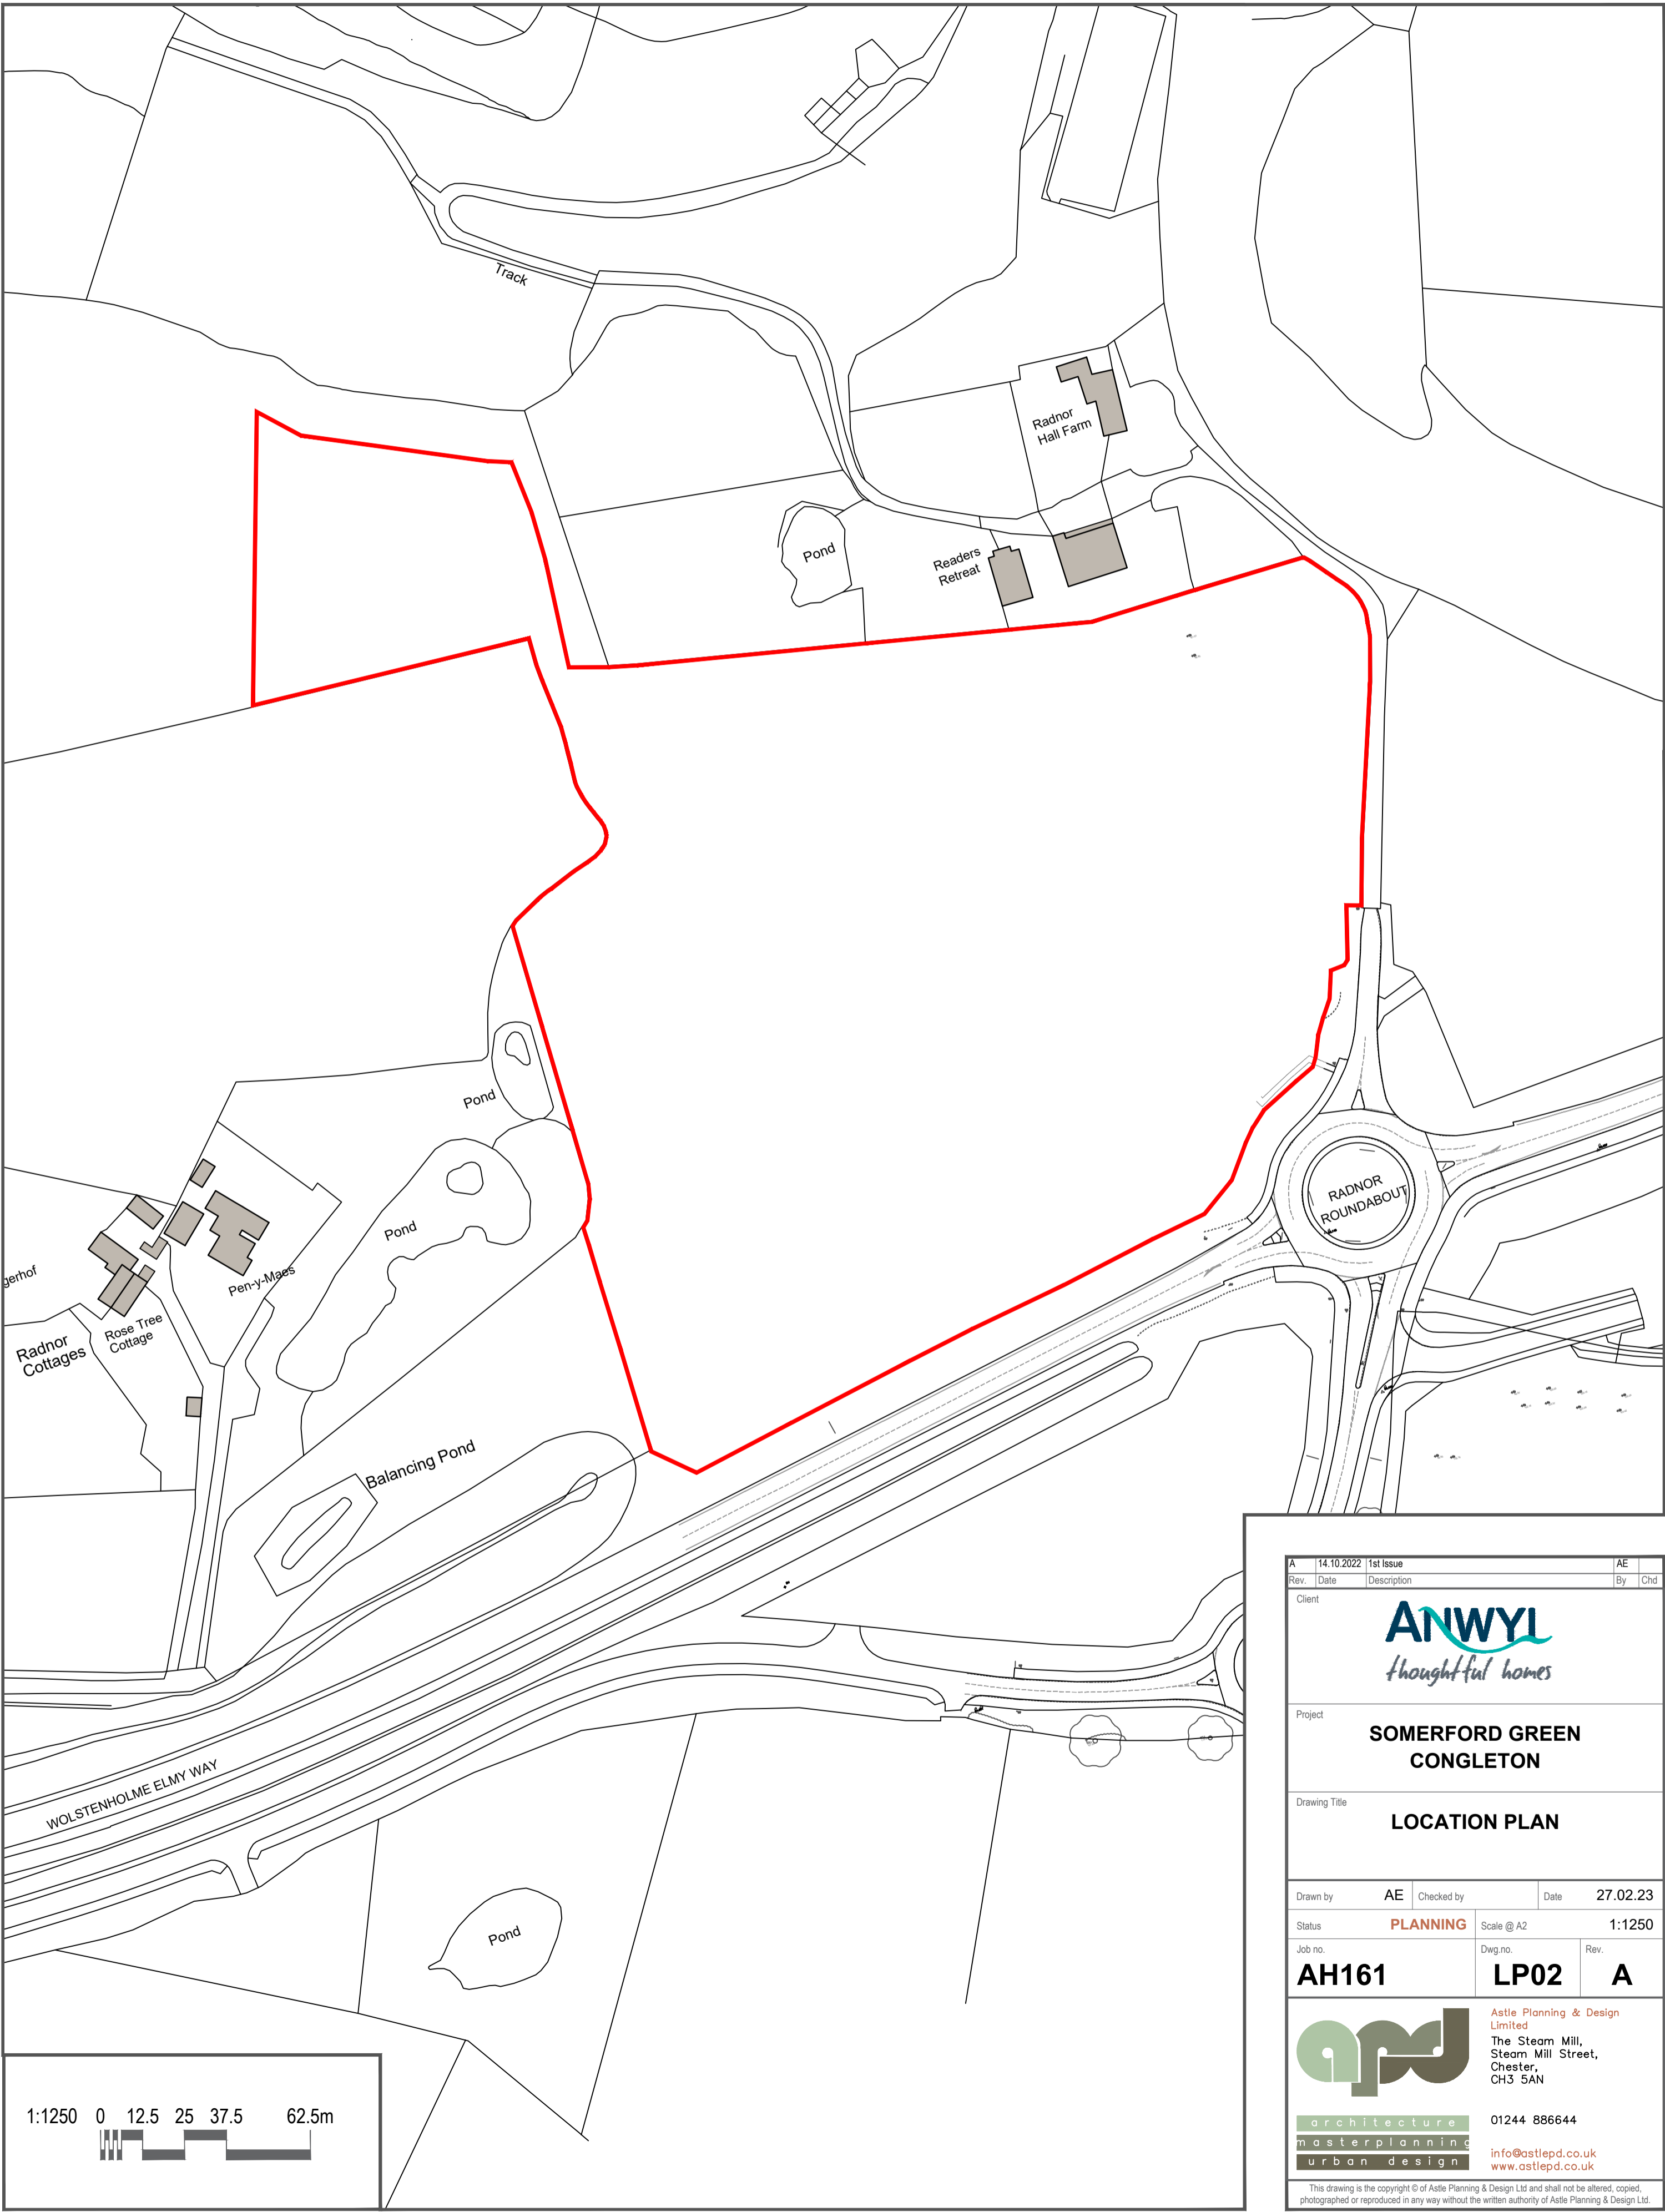 Track
Radnor
Hall Farm
Pond
Readers
Retreat
Pond
Pond
RADNOR
ROUNDABOUT
gerhof
Pen-y-Maes
Rose Tree
Cottage
Radnor
Cottages
Balancing Pond
WOLSTENHOLME ELMY WAY
Pond
1:1250 0 12.5 25 37.5 62.5m
A 14.10.2022 1st Issue AE
Rev. Date Description By Chd
Client
ANWYL
thoughtful homes
Project
SOMERFORD GREEN
CONGLETON
Drawing Title
LOCATION PLAN
Drawn by AE Checked by Date 27.02.23
Status PLANNING Scale @ A2 1:1250
Job no. Dwg.no. Rev.
AH161 LP02 A
apd
architecture
masterplanning
urban design
Astle Planning & Design
Limited
The Steam Mill,
Steam Mill Street,
Chester,
CH3 5AN
01244 886644
info@astlepd.co.uk
www.astlepd.co.uk
This drawing is the copyright © of Astle Planning & Design Ltd and shall not be altered, copied,
photographed or reproduced in any way without the written authority of Astle Planning & Design Ltd.